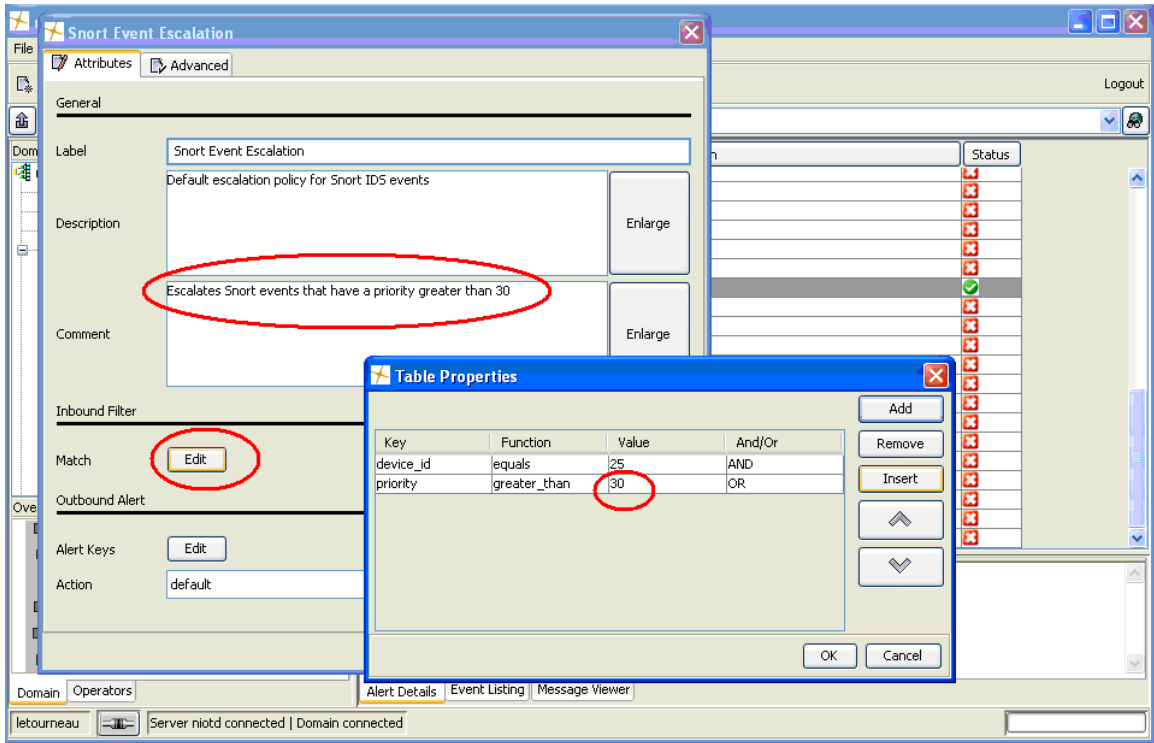 Snort Event Escalation
File
Attributes
Advanced
Logout
General
Dom
Label
Snort Event Escalation
Status
Description
Default escalation policy for Snort IDS events
Enlarge
Comment
Escalates Snort events that have a priority greater than 30
Enlarge
Table Properties
Inbound Filter
Add
Key Function Value And/Or
Remove
Match
Edit
device_id equals 25 AND
priority greater_than 30 OR
Insert
Outbound Alert
Ove
Alert Keys
Edit
Action
default
OK
Cancel
Domain
Operators
Alert Details
Event Listing
Message Viewer
letourneau
Server niotd connected | Domain connected